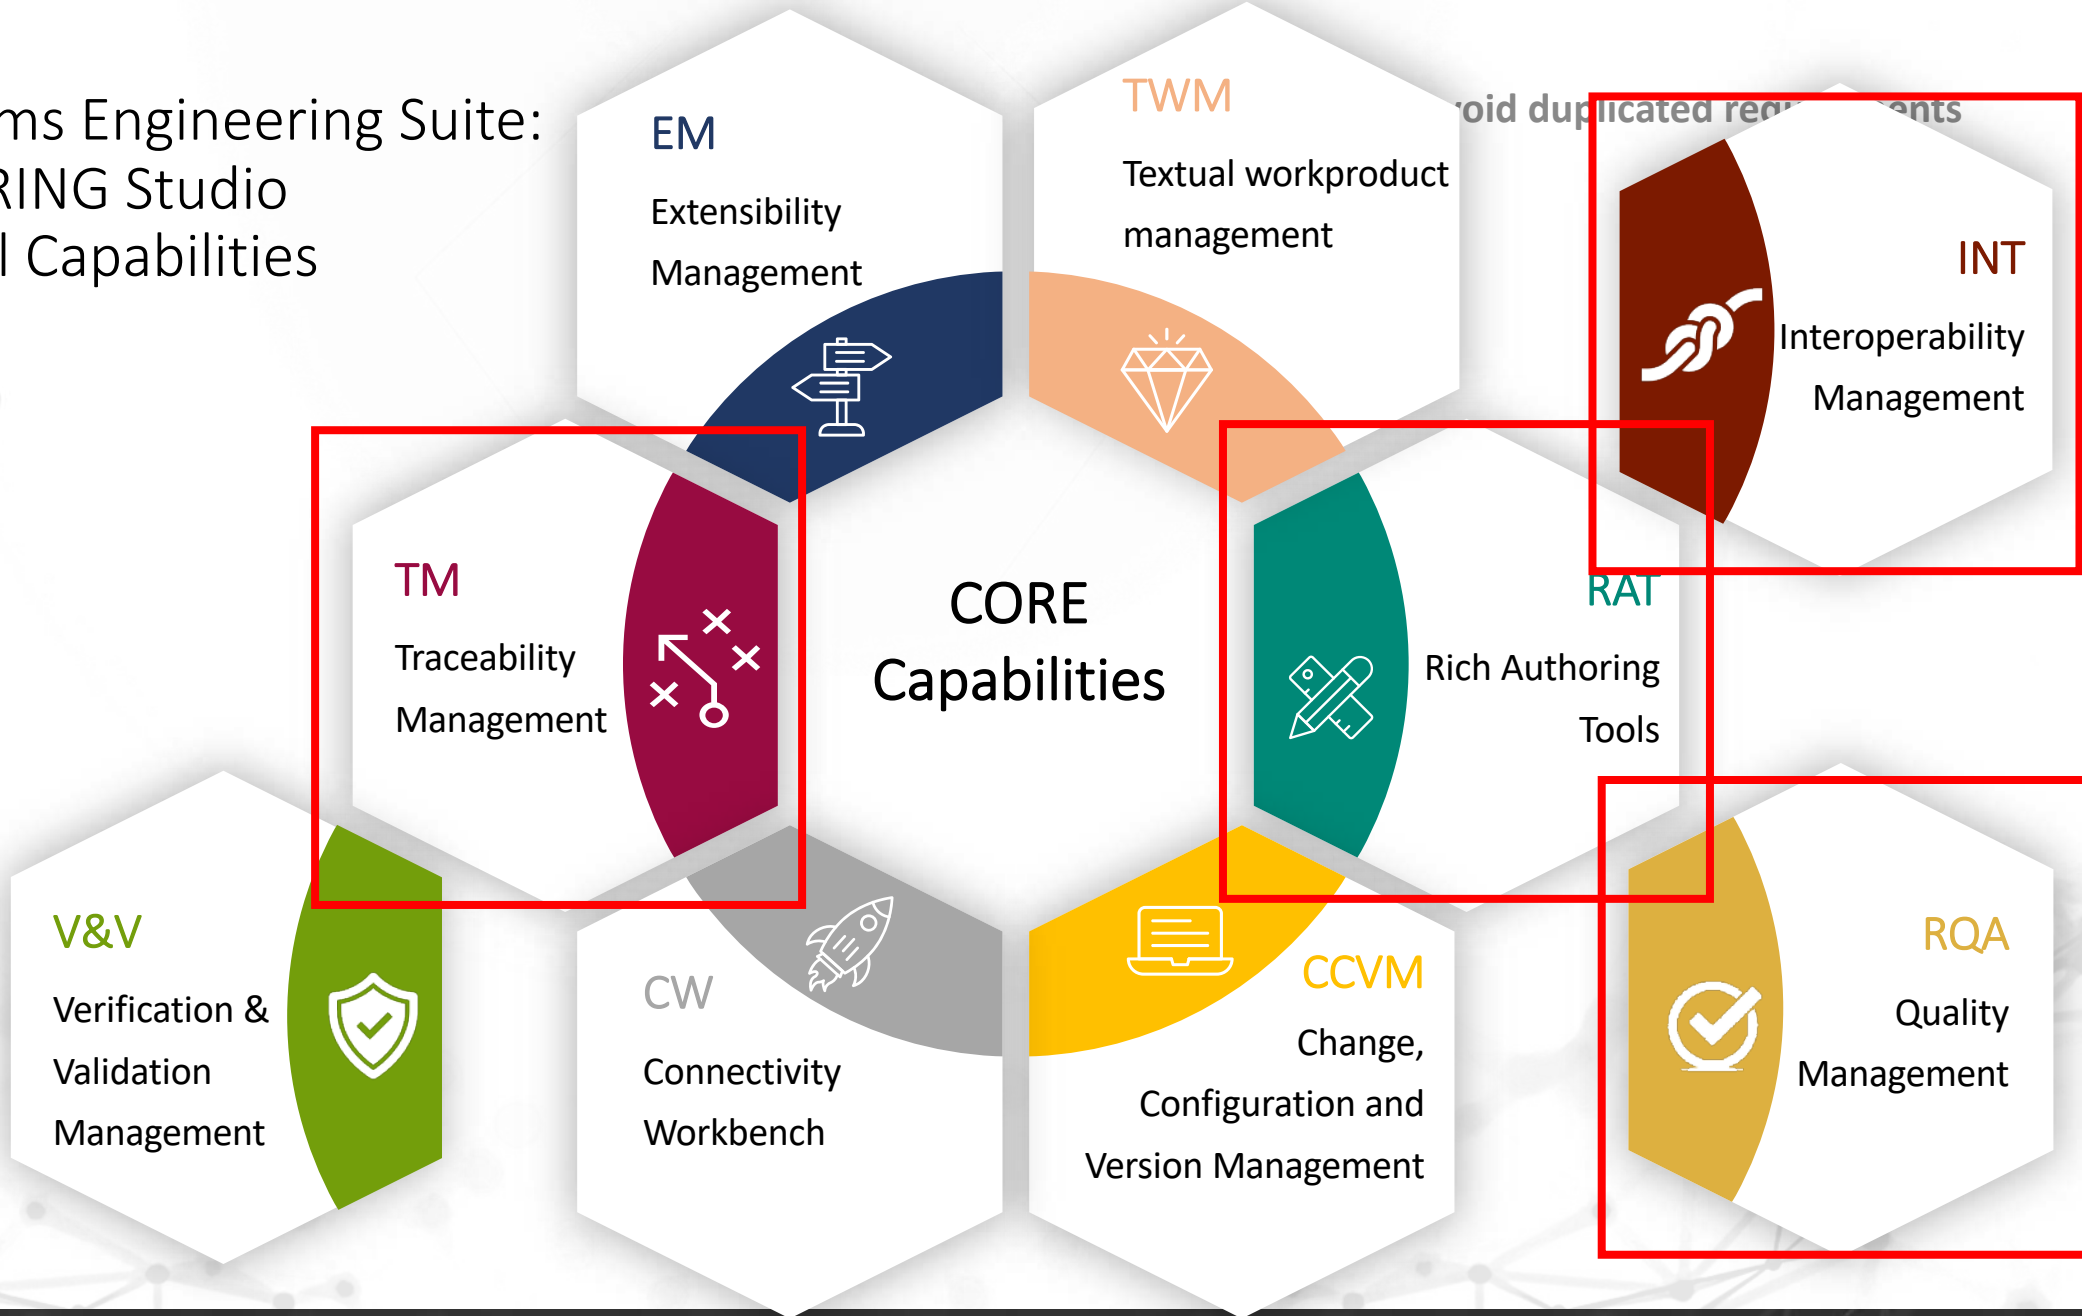 ms Engineering Suite:
RING Studio
l Capabilities
EM
Extensibility
Management
TWM
Textual workproduct
management
void duplicated
INT
Interoperability
Management
TM
Traceability
Management
CORE
Capabilities
RAT
Rich Authoring
Tools
V&V
Verification &
Validation
Management
CW
Connectivity
Workbench
CCVM
Change,
Configuration and
Version Management
RQA
Quality
Management